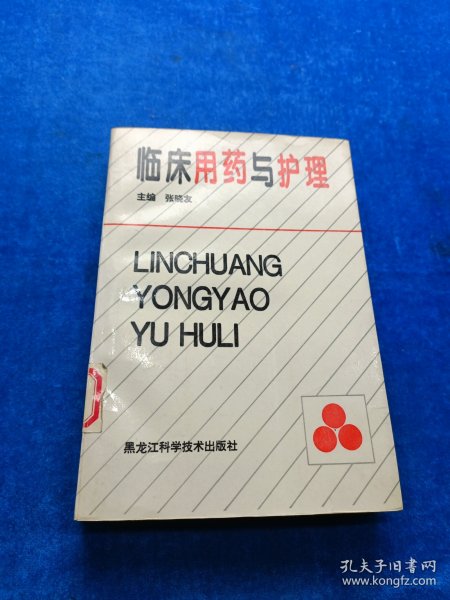 临床用药与护理
主编 张晓友
LINCHUANG
YONGYAO
YU HULI
黑龙江科学技术出版社
孔夫子旧书网
www.kongfz.com